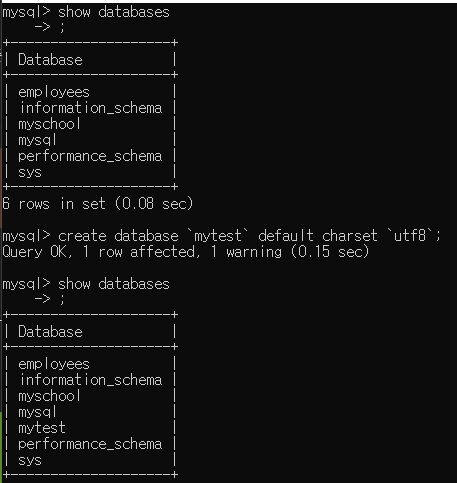 mysql> show databases
    -> ;
+--------------------+
| Database           |
+--------------------+
| employees          |
| information_schema |
| myschool           |
| mysql              |
| performance_schema |
| sys                |
+--------------------+
6 rows in set (0.08 sec)
mysql> create database `mytest` default charset `utf8`;
Query OK, 1 row affected, 1 warning (0.15 sec)
mysql> show databases
    -> ;
+--------------------+
| Database           |
+--------------------+
| employees          |
| information_schema |
| myschool           |
| mysql              |
| mytest             |
| performance_schema |
| sys                |
+--------------------+